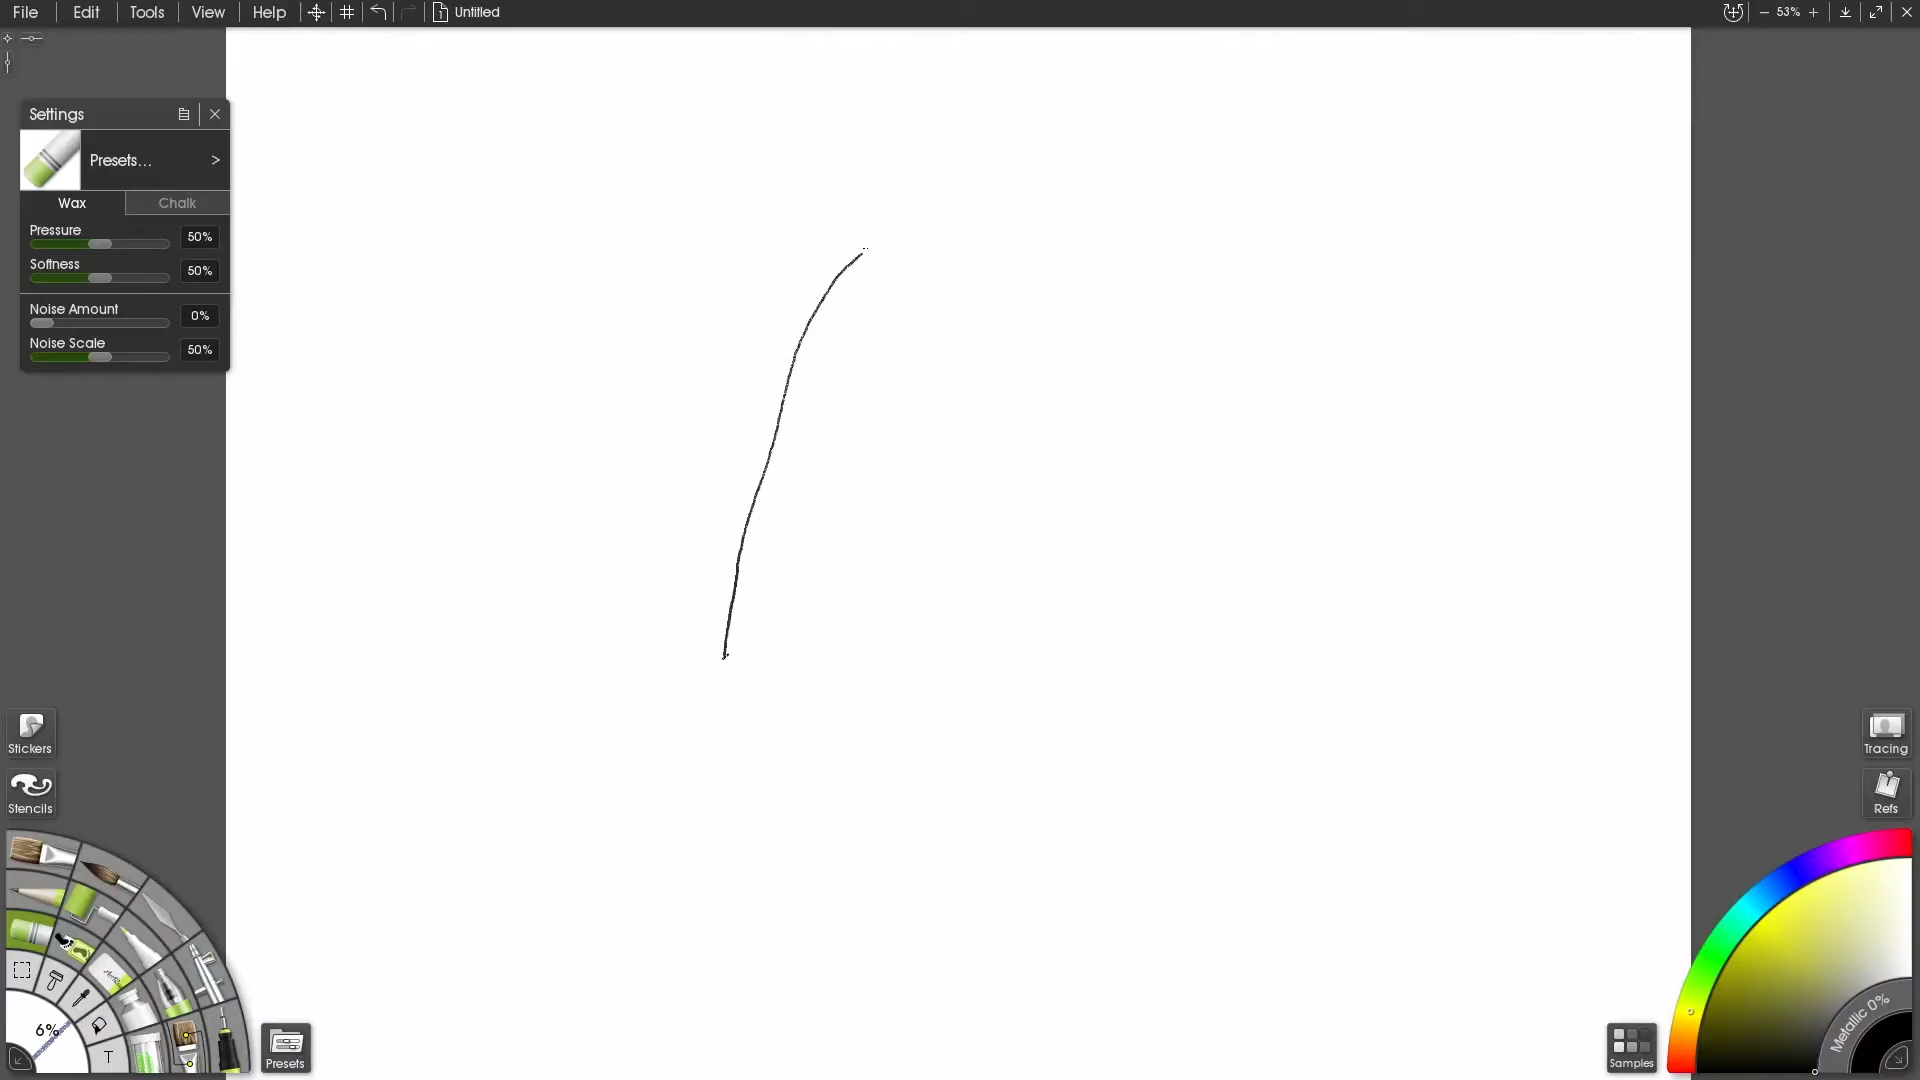 File Edit Tools View Help 1 Untitled 53%
Settings
Presets... >
Wax Chalk
Pressure 50%
Softness 50%
Noise Amount 0%
Noise Scale 50%
Stickers
Stencils
Tracing
Refs
6%
T
Presets
Samples
Metallic 0%